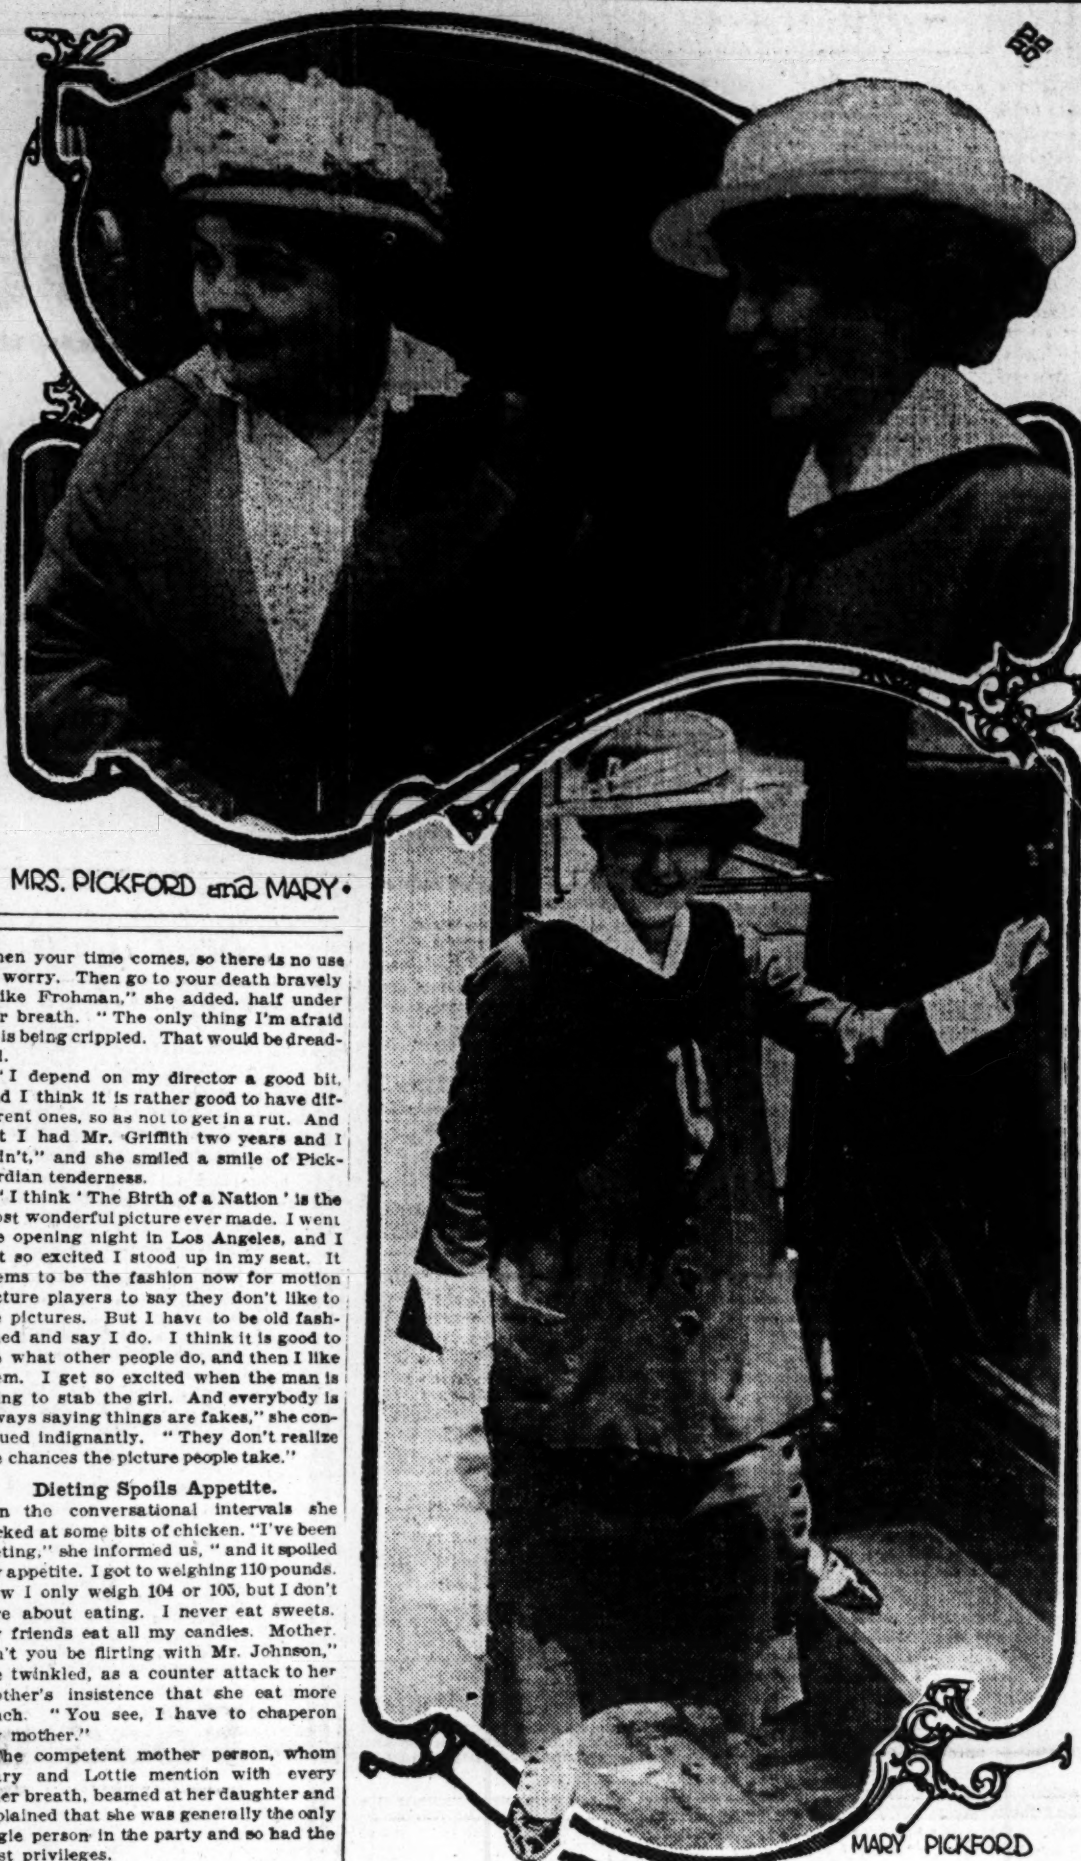 MRS. PICKFORD and MARY.
hen your time comes, so there is no use
worry. Then go to your death bravely
ike Frohman," she added, half under
r breath. "The only thing I'm afraid
is being crippled. That would be dread-
l.
'I depend on my director a good bit,
d I think it is rather good to have dif-
rent ones, so as not to get in a rut. And
t I had Mr. Griffith two years and I
dn't," and she smiled a smile of Pick-
rdian tenderness.
'I think 'The Birth of a Nation' is the
ost wonderful picture ever made. I went
e opening night in Los Angeles, and I
t so excited I stood up in my seat. It
ems to be the fashion now for motion
cture players to say they don't like to
e pictures. But I have to be old fash-
ned and say I do. I think it is good to
e what other people do, and then I like
em. I get so excited when the man is
ing to stab the girl. And everybody is
ways saying things are fakes," she con-
ued indignantly. "They don't realize
e chances the picture people take."
Dieting Spoils Appetite.
n the conversational intervals she
cked at some bits of chicken. "I've been
eting," she informed us, "and it spoiled
y appetite. I got to weighing 110 pounds.
w I only weigh 104 or 105, but I don't
re about eating. I never eat sweets.
y friends eat all my candies. Mother.
n't you be flirting with Mr. Johnson,"
e twinkled, as a counter attack to her
other's insistence that she eat more
nch. "You see, I have to chaperon
y mother."
The competent mother person, whom
ary and Lottie mention with every
her breath, beamed at her daughter and
plained that she was generally the only
gle person in the party and so had the
st privileges.
MARY PICKFORD